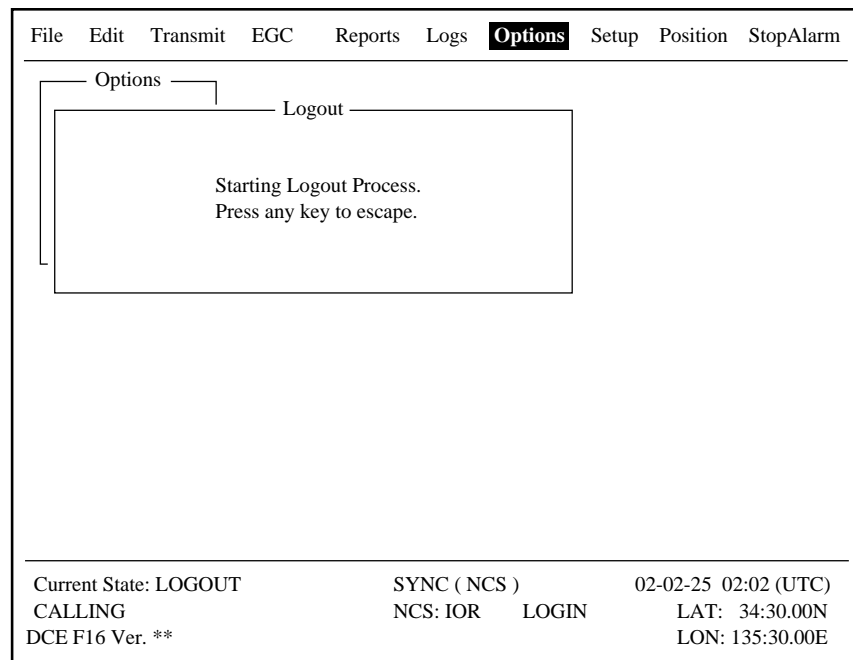 File Edit Transmit EGC Reports Logs Options Setup Position StopAlarm
Options
Logout
Starting Logout Process.
Press any key to escape.
Current State: LOGOUT SYNC ( NCS ) 02-02-25 02:02 (UTC)
CALLING NCS: IOR LOGIN LAT: 34:30.00N
DCE F16 Ver. ** LON: 135:30.00E